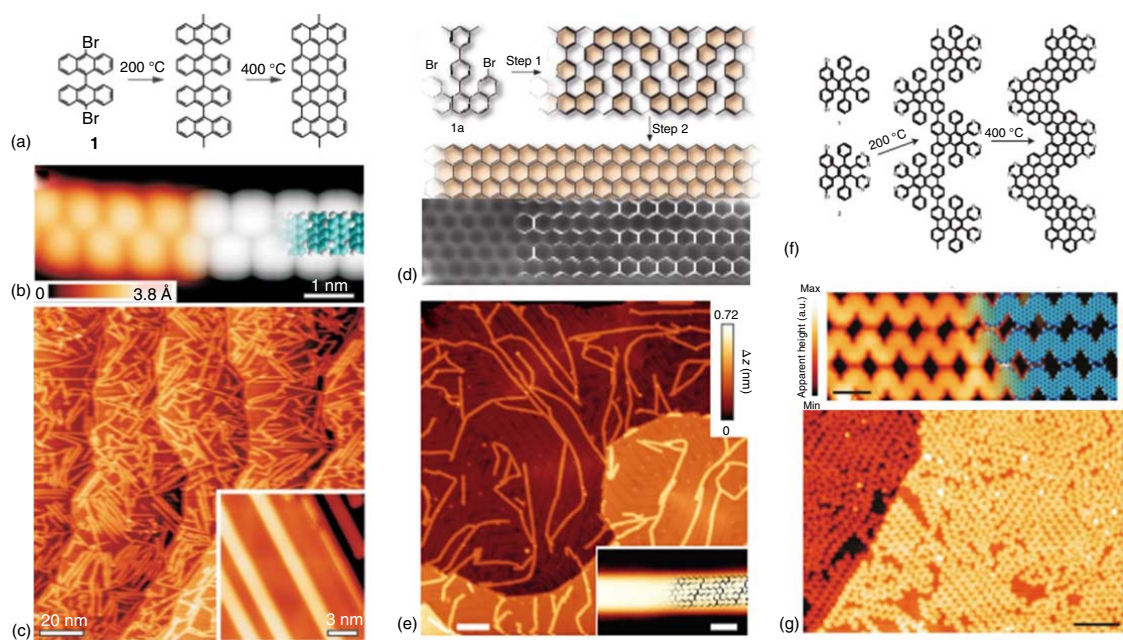 Br
200 °C
400 °C
Br
1
(a)
0
3.8 Å
1 nm
(b)
20 nm
3 nm
(c)
Br
Br
Step 1
1a
Step 2
(d)
0.72
Δz (nm)
0
(e)
1
2
200 °C
400 °C
(f)
Max
Apparent height (a.u.)
Min
(g)